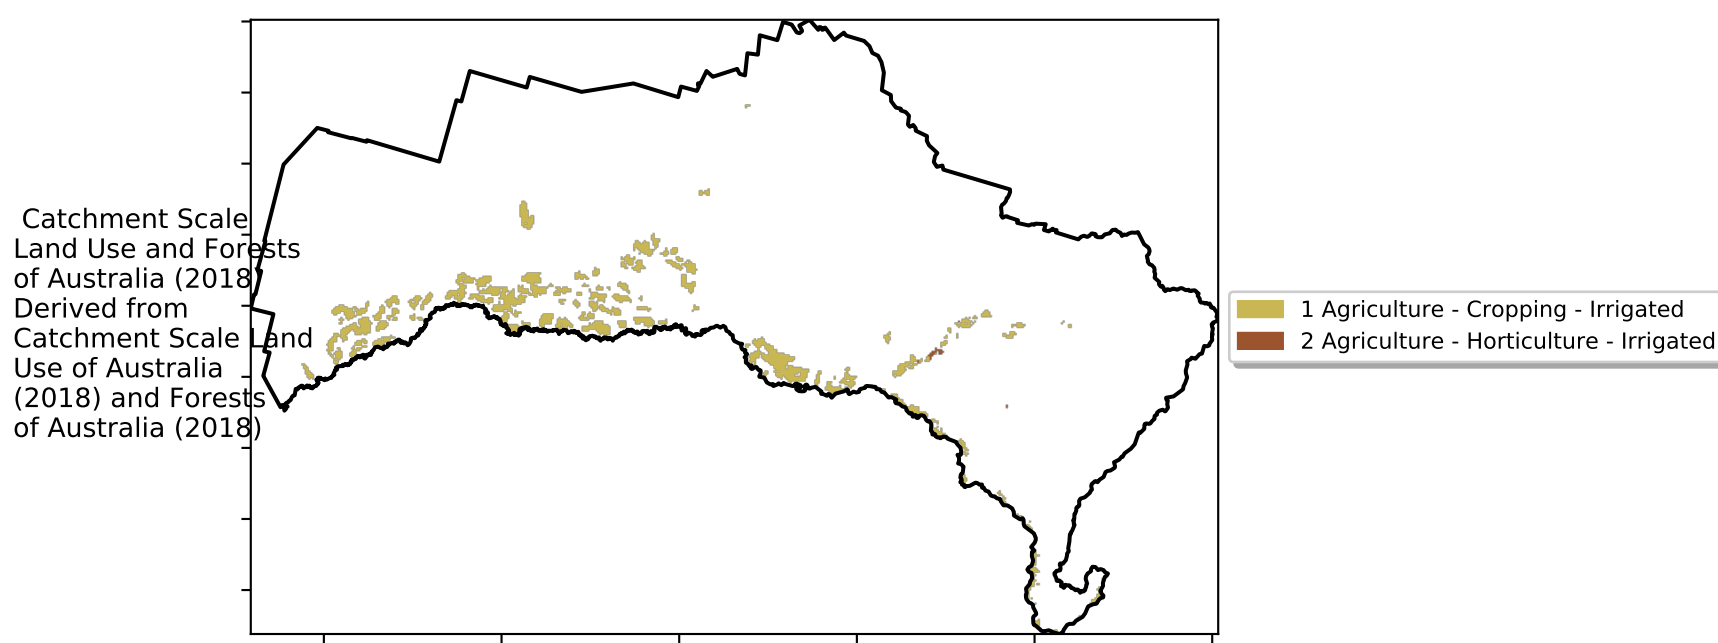 Catchment Scale
Land Use and Forests
of Australia (2018)
Derived from
Catchment Scale Land
Use of Australia
(2018) and Forests
of Australia (2018)
1 Agriculture - Cropping - Irrigated
2 Agriculture - Horticulture - Irrigated